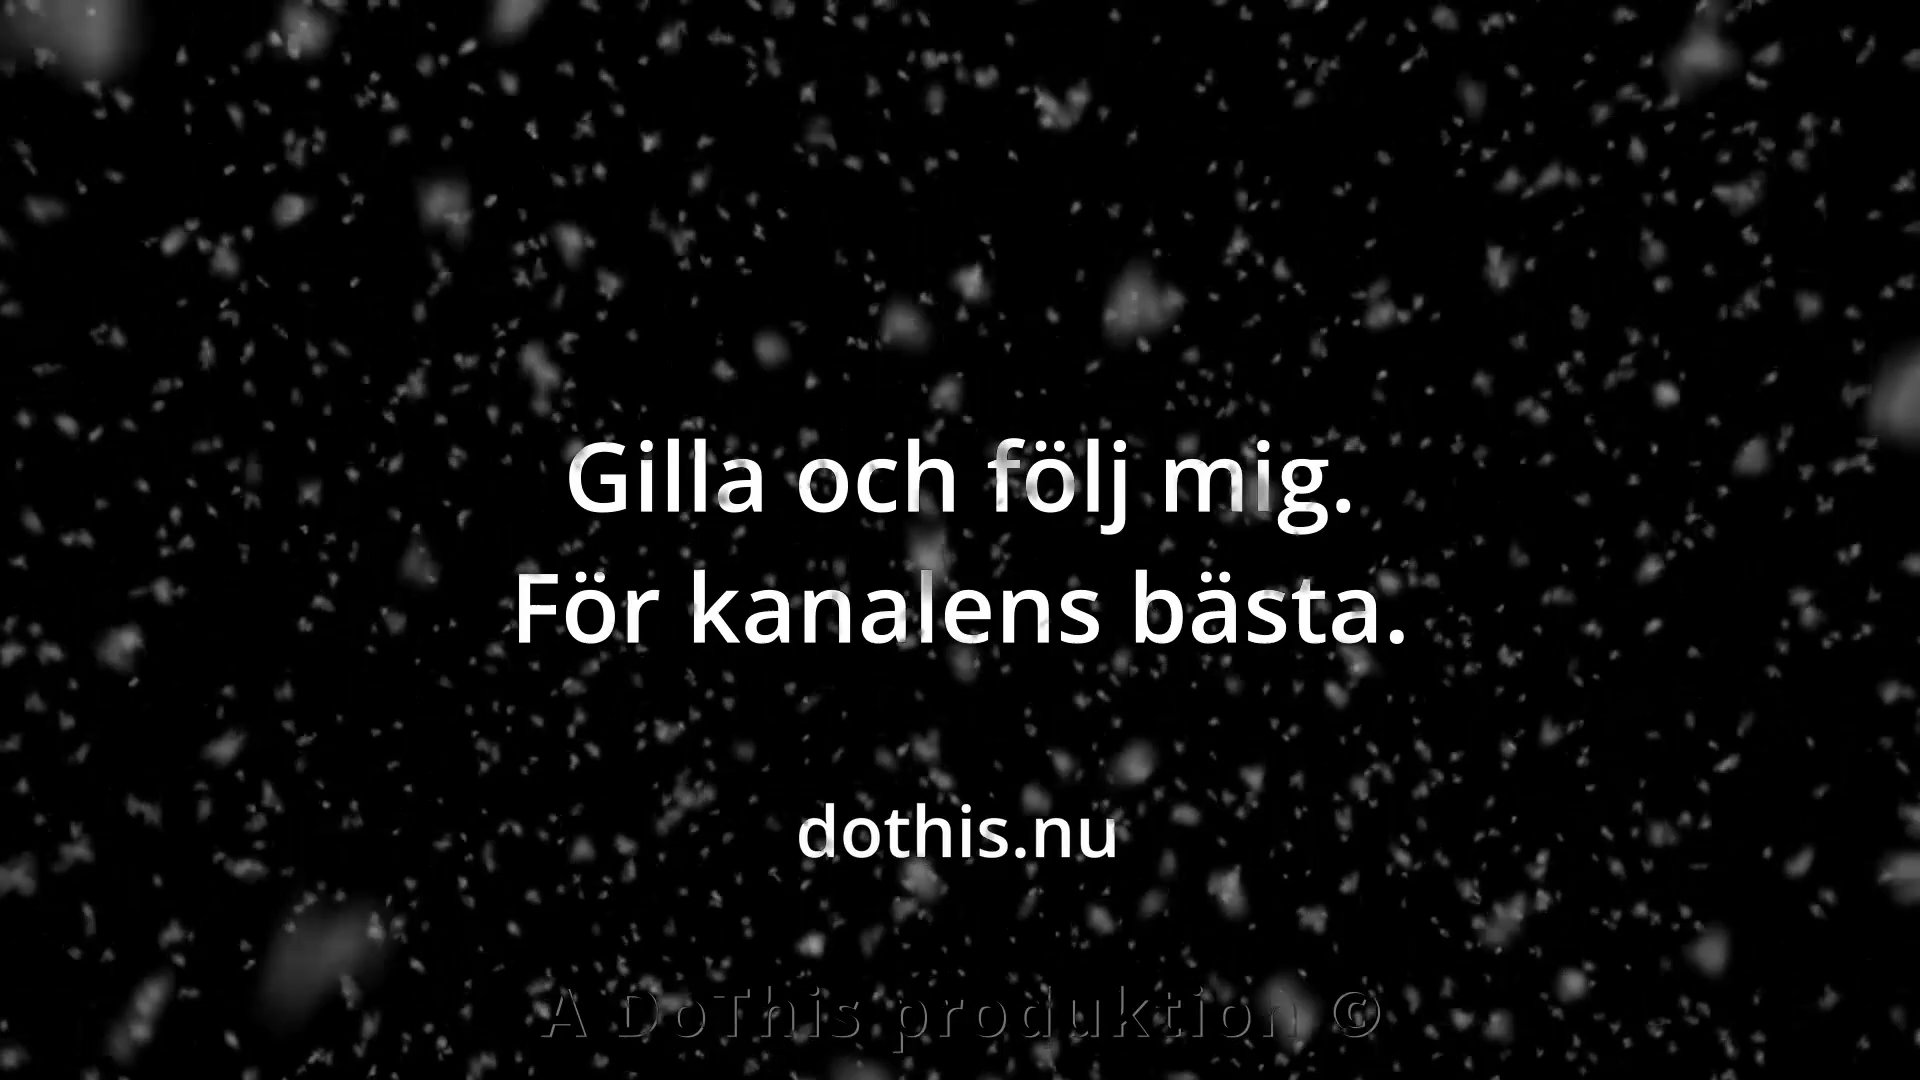 Gilla och följ mig.
För kanalens bästa.
dothis.nu
A DoThis produktion ©